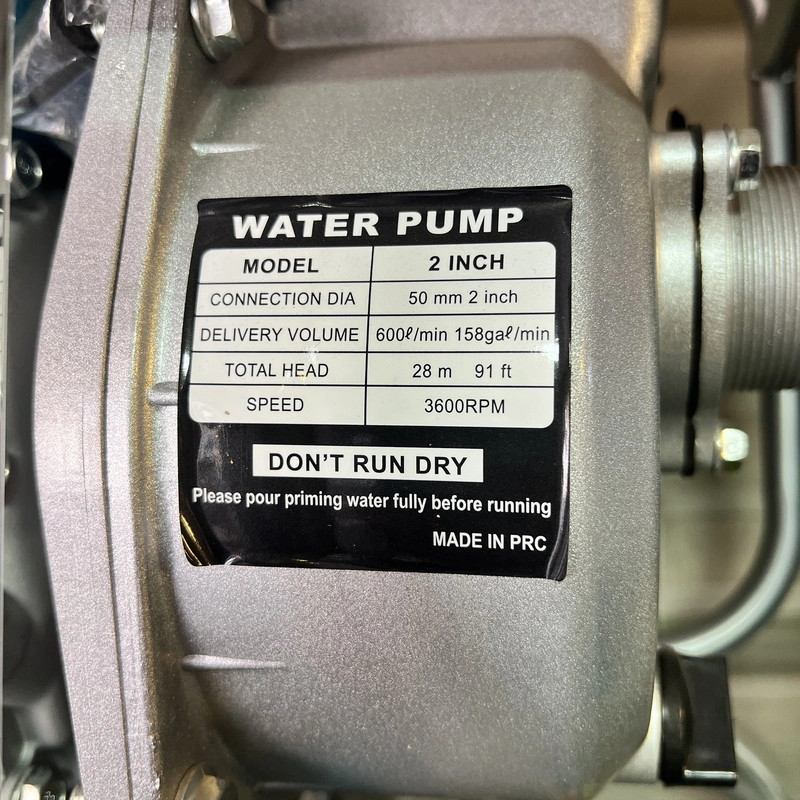 WATER PUMP
MODEL 2 INCH
CONNECTION DIA 50 mm 2 inch
DELIVERY VOLUME 600ℓ/min 158gaℓ/min
TOTAL HEAD 28 m 91 ft
SPEED 3600RPM
DON'T RUN DRY
Please pour priming water fully before running
MADE IN PRC